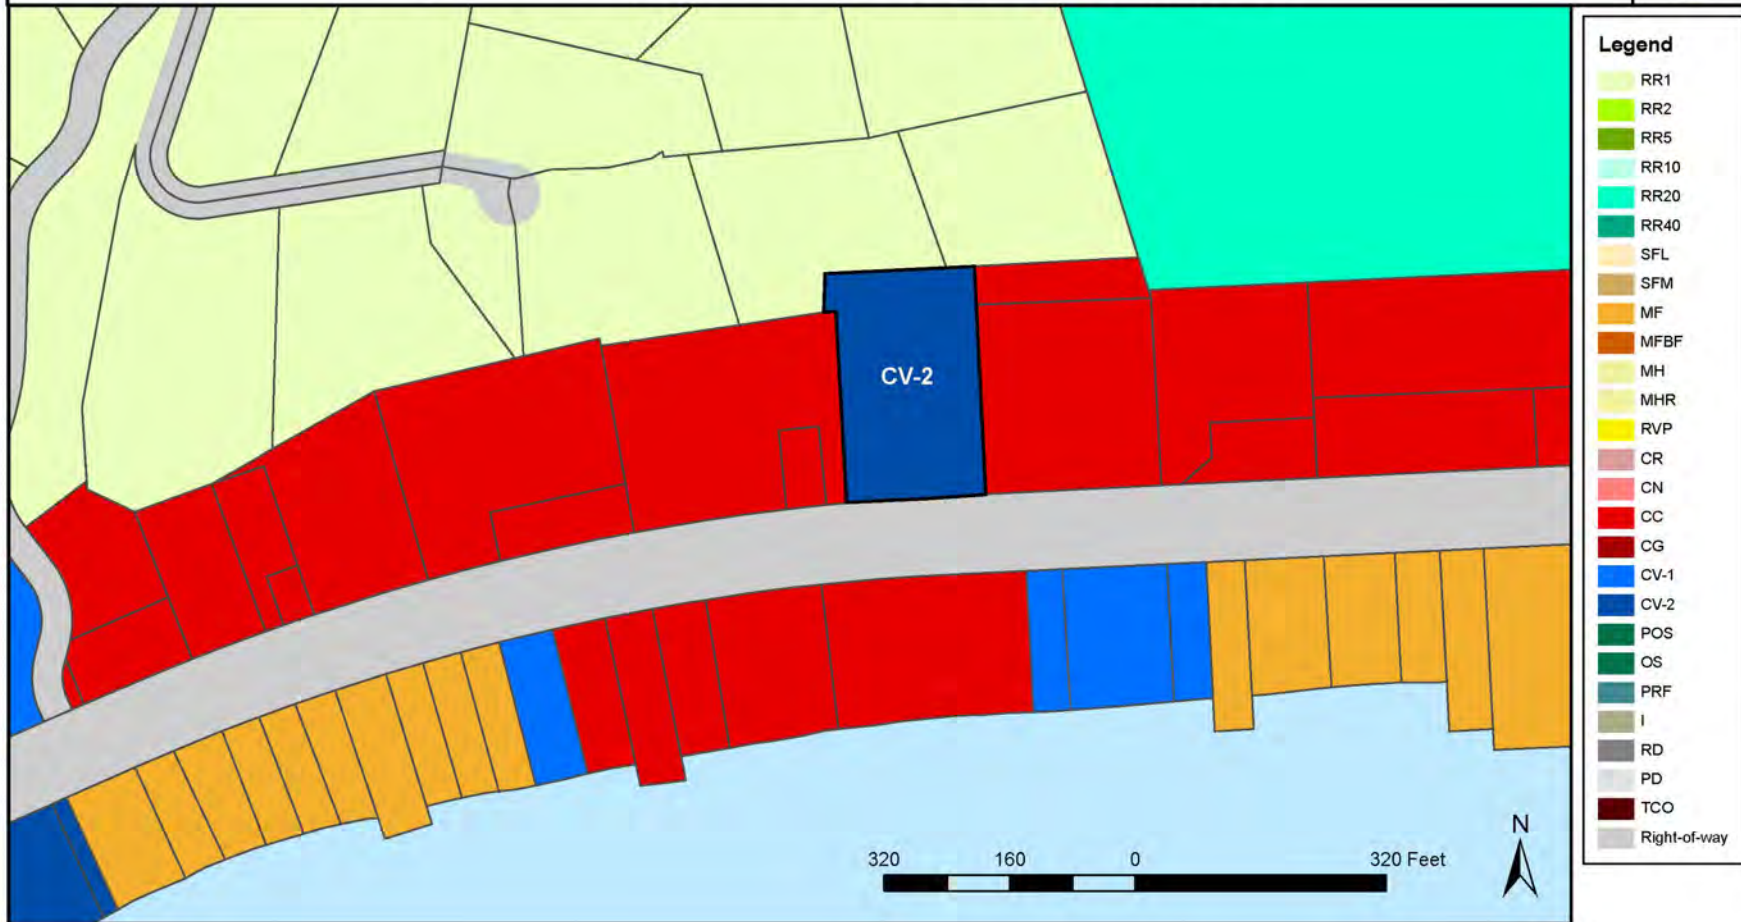 Legend
RR1
RR2
RR5
RR10
RR20
RR40
SFL
SFM
MF
MFBF
MH
MHR
RVP
CR
CN
CC
CG
CV-1
CV-2
POS
OS
PRF
I
RD
PD
TCO
Right-of-way
CV-2
N
320 160 0 320 Feet